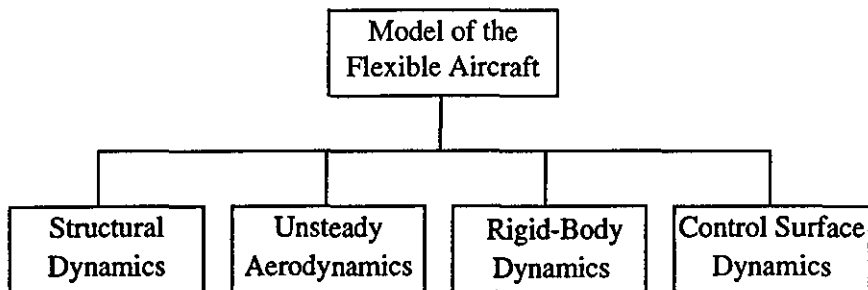 Model of the
Flexible Aircraft
Structural
Dynamics
Unsteady
Aerodynamics
Rigid-Body
Dynamics
Control Surface
Dynamics